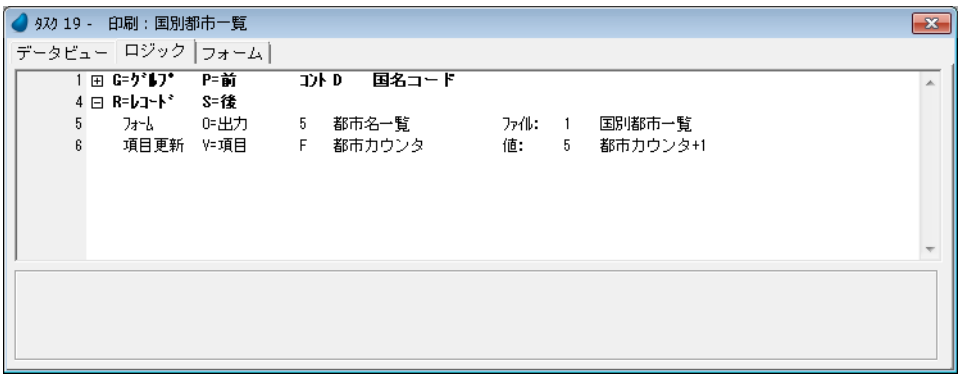 ﾀｽｸ 19 - 印刷：国別都市一覧
データビュー ロジック フォーム
1 G=ｸﾞﾙﾌﾟ P=前 ｺﾝﾄ D 国名コード
4 R=ﾚｺｰﾄﾞ S=後
5 ﾌｫｰﾑ O=出力 5 都市名一覧 ﾌｧｲﾙ: 1 国別都市一覧
6 項目更新 V=項目 F 都市カウンタ 値: 5 都市カウンタ+1